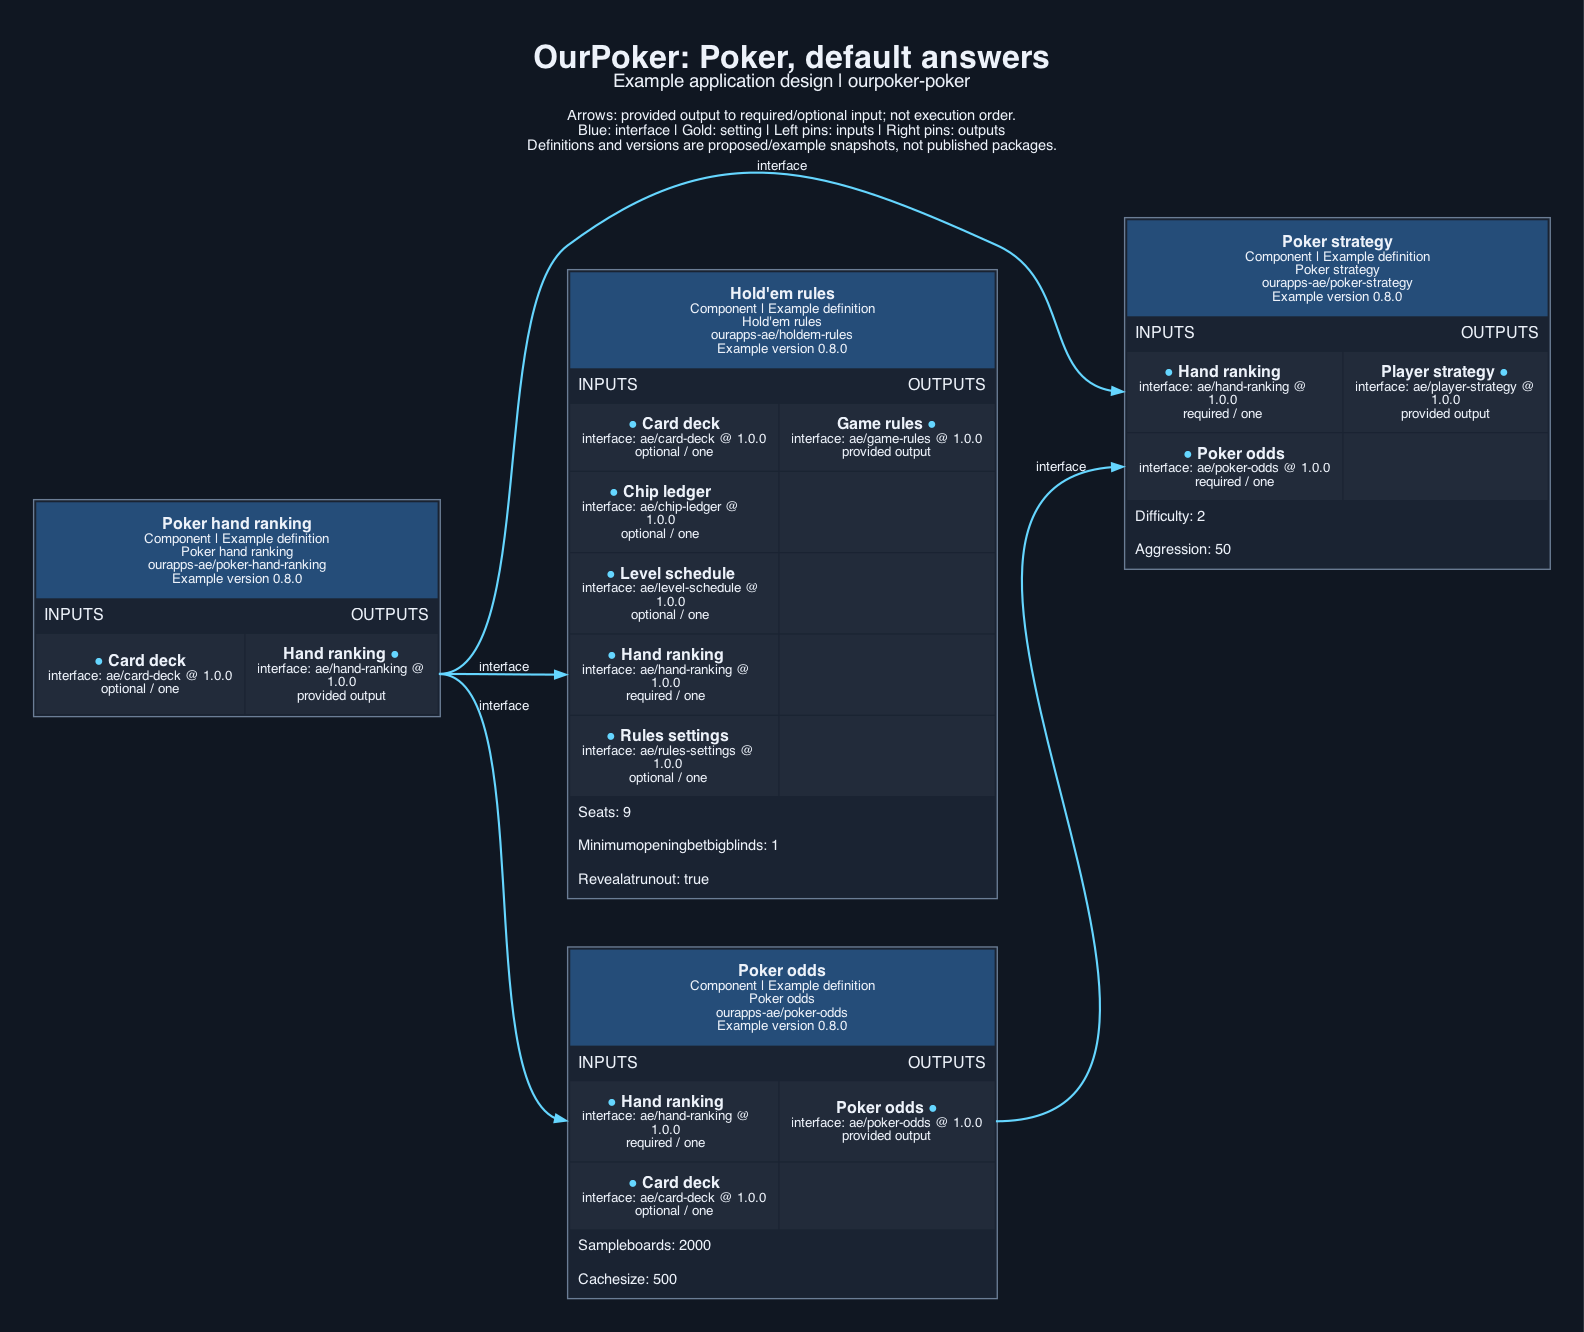 OurPoker: Poker, default answers
Example application design | ourpoker-poker
Arrows: provided output to required/optional input; not execution order.
Blue: interface | Gold: setting | Left pins: inputs | Right pins: outputs
Definitions and versions are proposed/example snapshots, not published packages.
interface
Poker hand ranking
Component | Example definition
Poker hand ranking
ourapps-ae/poker-hand-ranking
Example version 0.8.0
INPUTS
OUTPUTS
Card deck
interface: ae/card-deck @ 1.0.0
optional / one
Hand ranking
interface: ae/hand-ranking @
1.0.0
provided output
interface
interface
Hold'em rules
Component | Example definition
Hold'em rules
ourapps-ae/holdem-rules
Example version 0.8.0
INPUTS
OUTPUTS
Card deck
interface: ae/card-deck @ 1.0.0
optional / one
Game rules
interface: ae/game-rules @ 1.0.0
provided output
Chip ledger
interface: ae/chip-ledger @
1.0.0
optional / one
Level schedule
interface: ae/level-schedule @
1.0.0
optional / one
Hand ranking
interface: ae/hand-ranking @
1.0.0
required / one
Rules settings
interface: ae/rules-settings @
1.0.0
optional / one
Seats: 9
Minimumopeningbetbigblinds: 1
Revealatrunout: true
Poker odds
Component | Example definition
Poker odds
ourapps-ae/poker-odds
Example version 0.8.0
INPUTS
OUTPUTS
Hand ranking
interface: ae/hand-ranking @
1.0.0
required / one
Poker odds
interface: ae/poker-odds @ 1.0.0
provided output
Card deck
interface: ae/card-deck @ 1.0.0
optional / one
Sampleboards: 2000
Cachesize: 500
interface
Poker strategy
Component | Example definition
Poker strategy
ourapps-ae/poker-strategy
Example version 0.8.0
INPUTS
OUTPUTS
Hand ranking
interface: ae/hand-ranking @
1.0.0
required / one
Player strategy
interface: ae/player-strategy @
1.0.0
provided output
Poker odds
interface: ae/poker-odds @ 1.0.0
required / one
Difficulty: 2
Aggression: 50